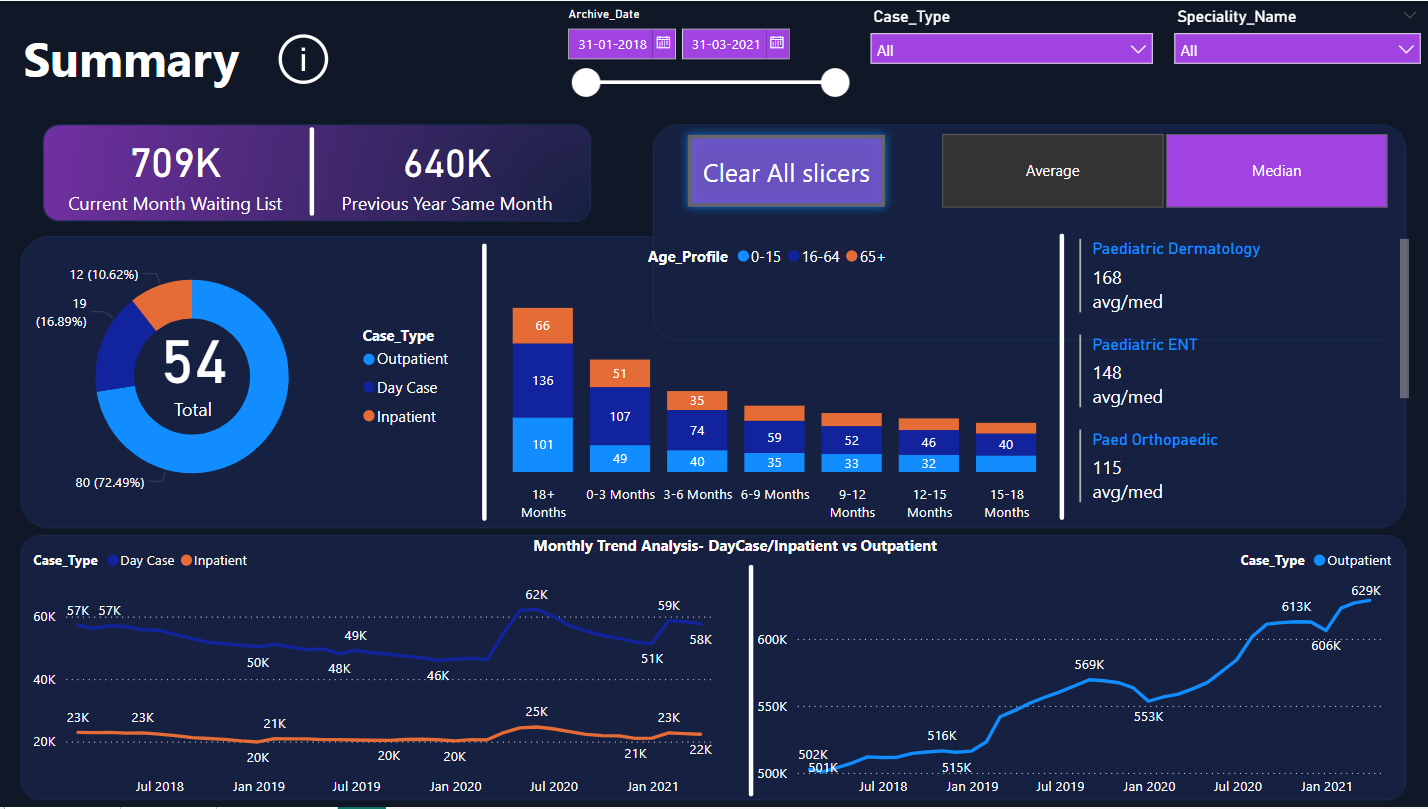 Summary
i
Archive_Date
31-01-2018
31-03-2021
Case_Type
All
Speciality_Name
All
709K
Current Month Waiting List
640K
Previous Year Same Month
Clear All slicers
Average
Median
12 (10.62%)
19
(16.89%)
54
Total
80 (72.49%)
Case_Type
Outpatient
Day Case
Inpatient
Age_Profile 0-15 16-64 65+
66
136
101
51
107
49
35
74
40
59
35
52
33
46
32
40
18+
Months
0-3 Months
3-6 Months
6-9 Months
9-12
Months
12-15
Months
15-18
Months
Paediatric Dermatology
168
avg/med
Paediatric ENT
148
avg/med
Paed Orthopaedic
115
avg/med
Monthly Trend Analysis- DayCase/Inpatient vs Outpatient
Case_Type Day Case Inpatient
60K
40K
20K
57K
57K
50K
48K
49K
46K
62K
51K
59K
58K
23K
23K
20K
21K
20K
20K
25K
21K
23K
22K
Jul 2018
Jan 2019
Jul 2019
Jan 2020
Jul 2020
Jan 2021
Case_Type Outpatient
600K
550K
500K
502K
501K
516K
515K
569K
553K
613K
606K
629K
Jul 2018
Jan 2019
Jul 2019
Jan 2020
Jul 2020
Jan 2021